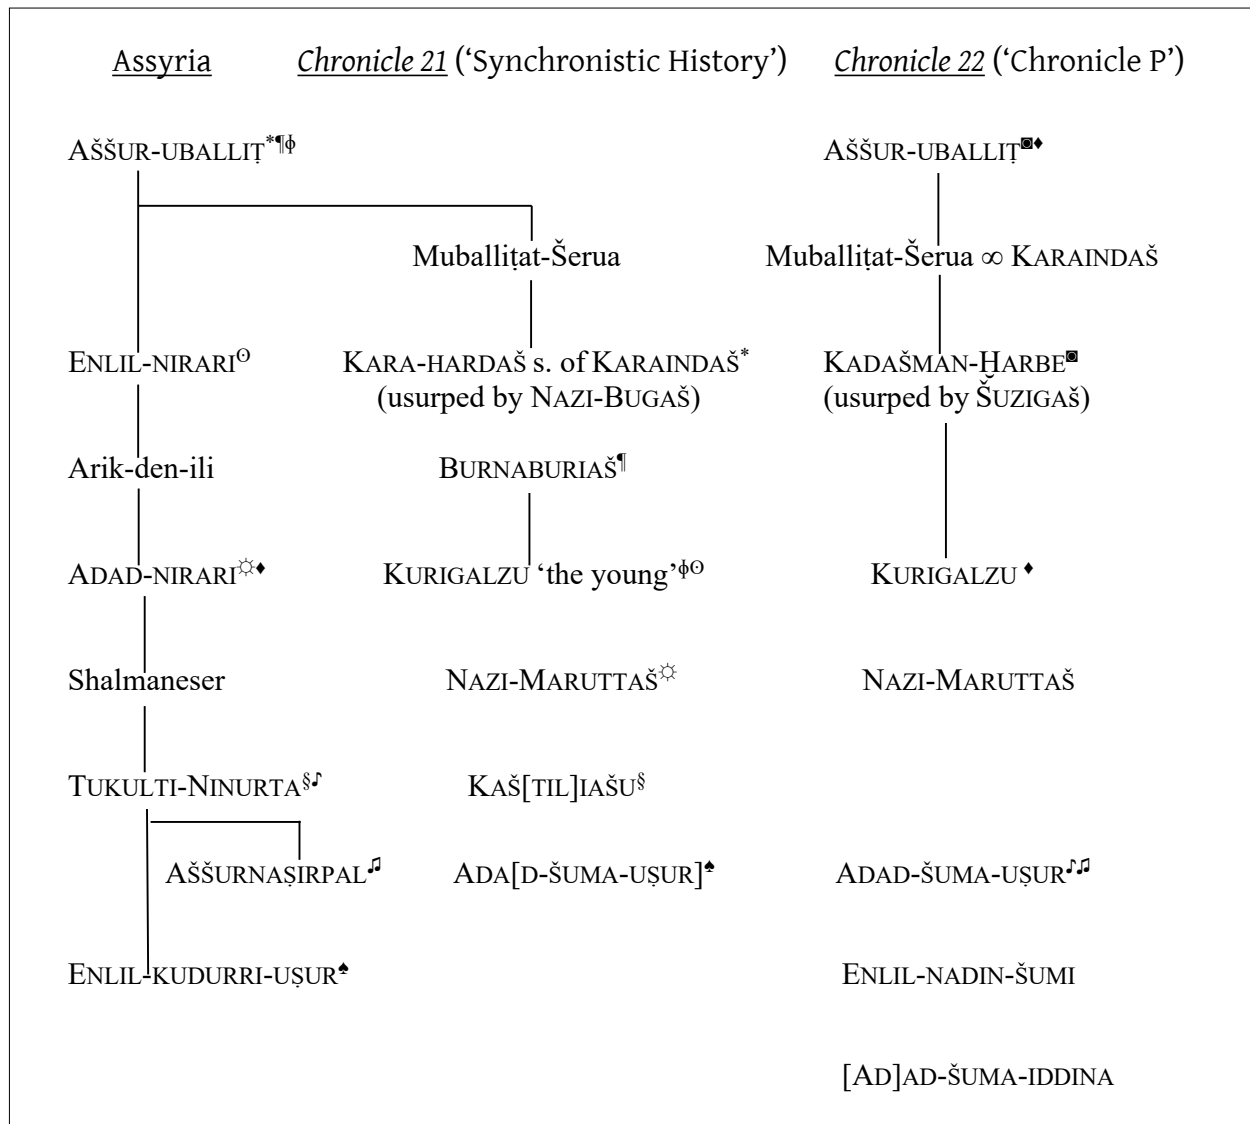 Assyria Chronicle 21 (‘Synchronistic History’) Chronicle 22 (‘Chronicle P’)
AŠŠUR-UBALLIṬ*¶ɸ AŠŠUR-UBALLIṬ◙♦
Muballiṭat-Šerua Muballiṭat-Šerua ∞ KARAINDAŠ
ENLIL-NIRARIʘ KARA-HARDAŠ s. of KARAINDAŠ* KADAŠMAN-ḪARBE◙
(usurped by NAZI-BUGAŠ) (usurped by ŠUZIGAŠ)
Arik-den-ili BURNABURIAŠ¶
ADAD-NIRARI☼♦ KURIGALZU ‘the young’ɸʘ KURIGALZU ♦
Shalmaneser NAZI-MARUTTAŠ☼ NAZI-MARUTTAŠ
TUKULTI-NINURTA§♪ KAŠ[TIL]IAŠU§
AŠŠURNAṢIRPAL♫ ADA[D-ŠUMA-UṢUR]♠ ADAD-ŠUMA-UṢUR♪♫
ENLIL-KUDURRI-UṢUR♠ ENLIL-NADIN-ŠUMI
[AD]AD-ŠUMA-IDDINA